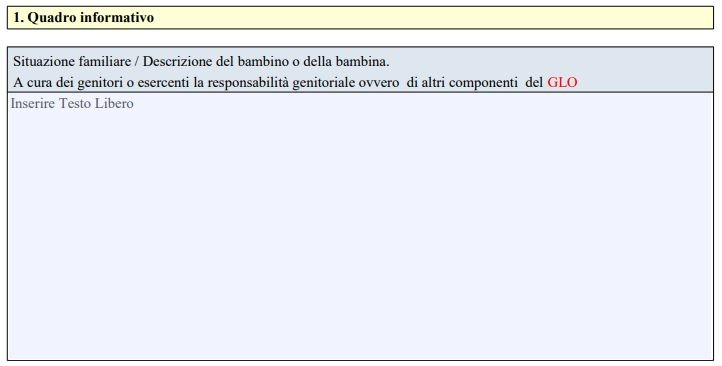 1. Quadro informativo
Situazione familiare / Descrizione del bambino o della bambina.
A cura dei genitori o esercenti la responsabilità genitoriale ovvero di altri componenti del GLO
Inserire Testo Libero